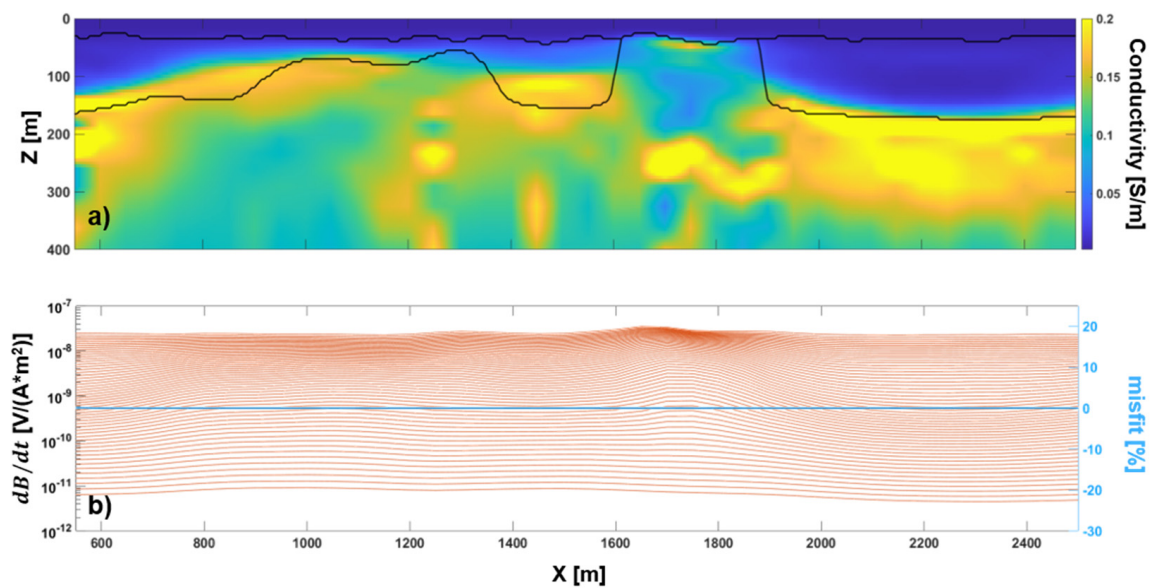 0
100
200
300
400
Z [m]
a)
0.2
0.15
0.1
0.05
Conductivity [S/m]
10⁻⁷
10⁻⁸
10⁻⁹
10⁻¹⁰
10⁻¹¹
10⁻¹²
dB/dt [V/(A*m²)]
b)
20
10
0
-10
-20
-30
misfit [%]
600 800 1000 1200 1400 1600 1800 2000 2200 2400
X [m]